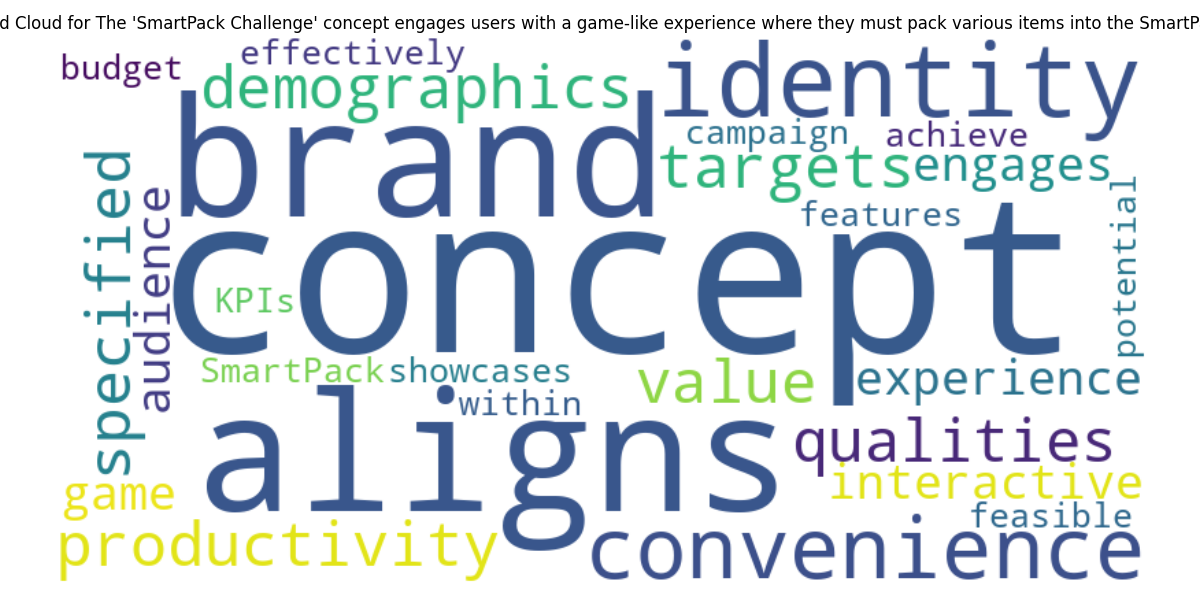 d Cloud for The 'SmartPack Challenge' concept engages users with a game-like experience where they must pack various items into the SmartP
budget
effectively
demographics
identity
brand
campaign
achieve
targets
engages
specified
audience
features
potential
concept
KPIs
SmartPack
showcases
value
experience
within
aligns
qualities
game
interactive
feasible
productivity
convenience